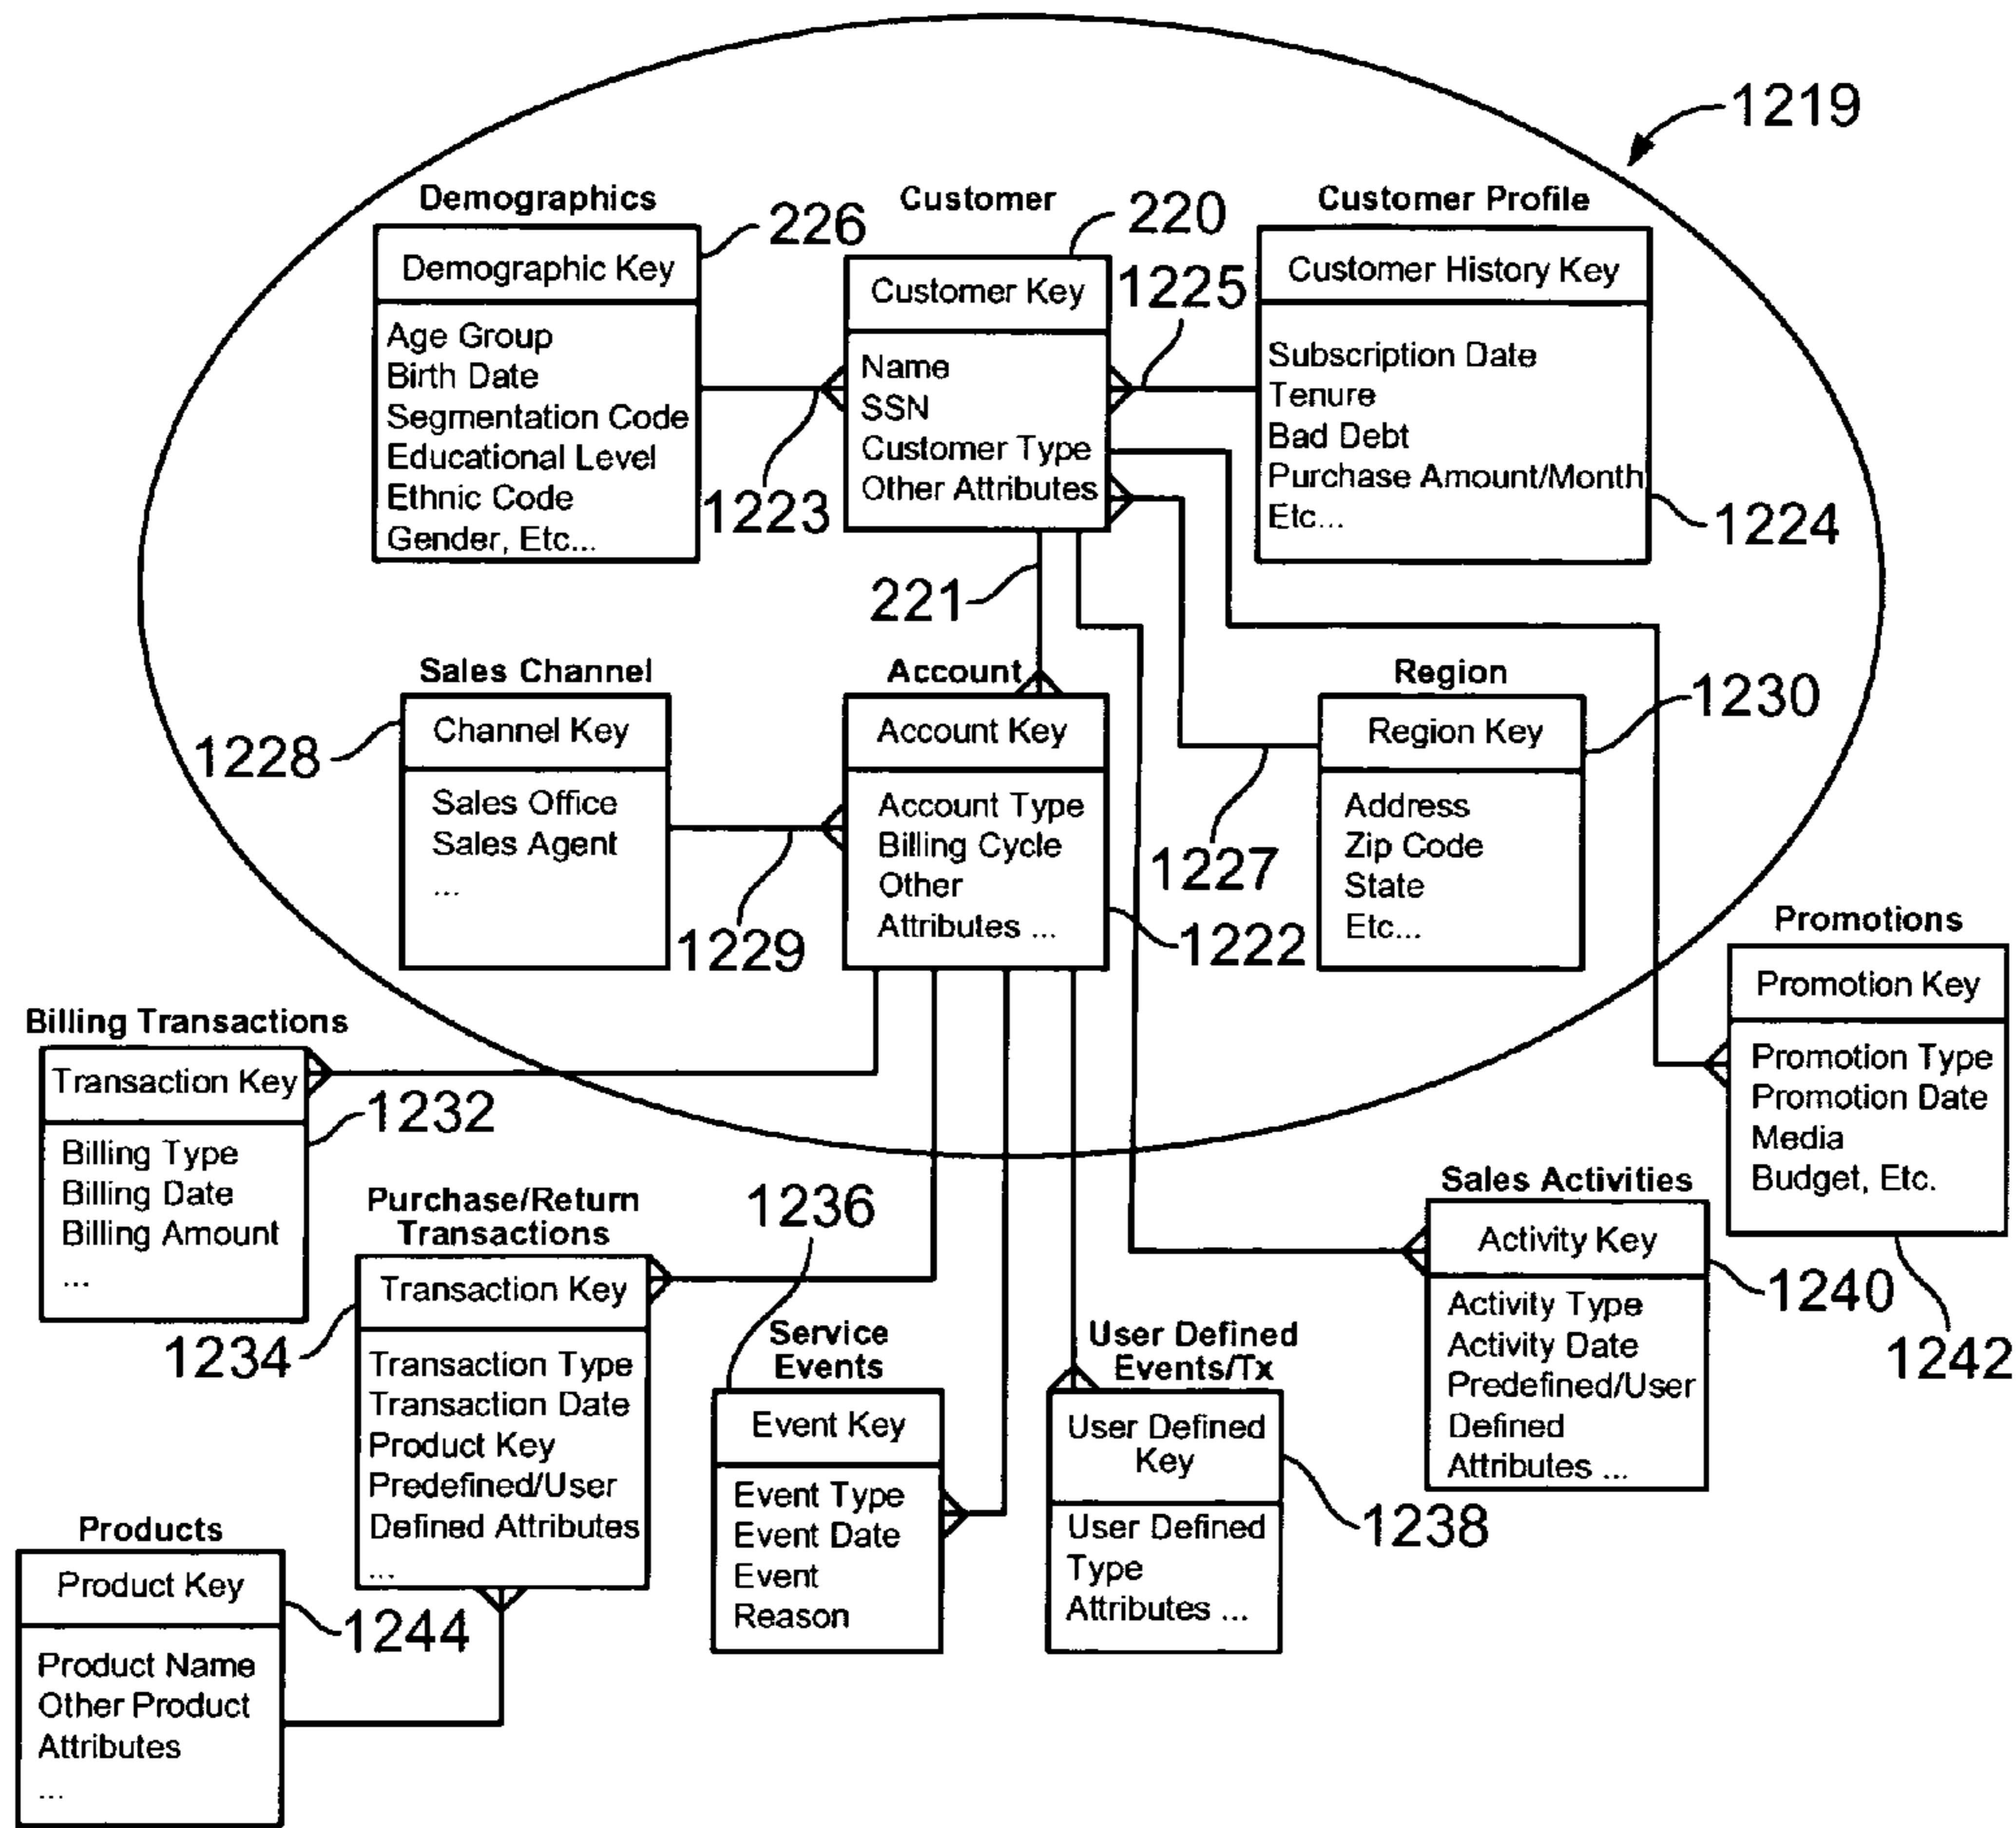 1219
Demographics
226
Demographic Key
Age Group
Birth Date
Segmentation Code
Educational Level
Ethnic Code
Gender, Etc...
1223
Customer
220
Customer Key
Name
SSN
Customer Type
Other Attributes
1225
Customer Profile
Customer History Key
Subscription Date
Tenure
Bad Debt
Purchase Amount/Month
Etc...
1224
221
Sales Channel
1228
Channel Key
Sales Office
Sales Agent
...
1229
Account
Account Key
Account Type
Billing Cycle
Other
Attributes ...
1222
1227
Region
1230
Region Key
Address
Zip Code
State
Etc...
Promotions
Promotion Key
Promotion Type
Promotion Date
Media
Budget, Etc.
1242
Billing Transactions
Transaction Key
1232
Billing Type
Billing Date
Billing Amount
...
Purchase/Return
Transactions
Transaction Key
1234
Transaction Type
Transaction Date
Product Key
Predefined/User
Defined Attributes
...
1236
Service
Events
Event Key
Event Type
Event Date
Event
Reason
User Defined
Events/Tx
User Defined
Key
1238
User Defined
Type
Attributes ...
Sales Activities
Activity Key
1240
Activity Type
Activity Date
Predefined/User
Defined
Attributes ...
Products
Product Key
1244
Product Name
Other Product
Attributes
...